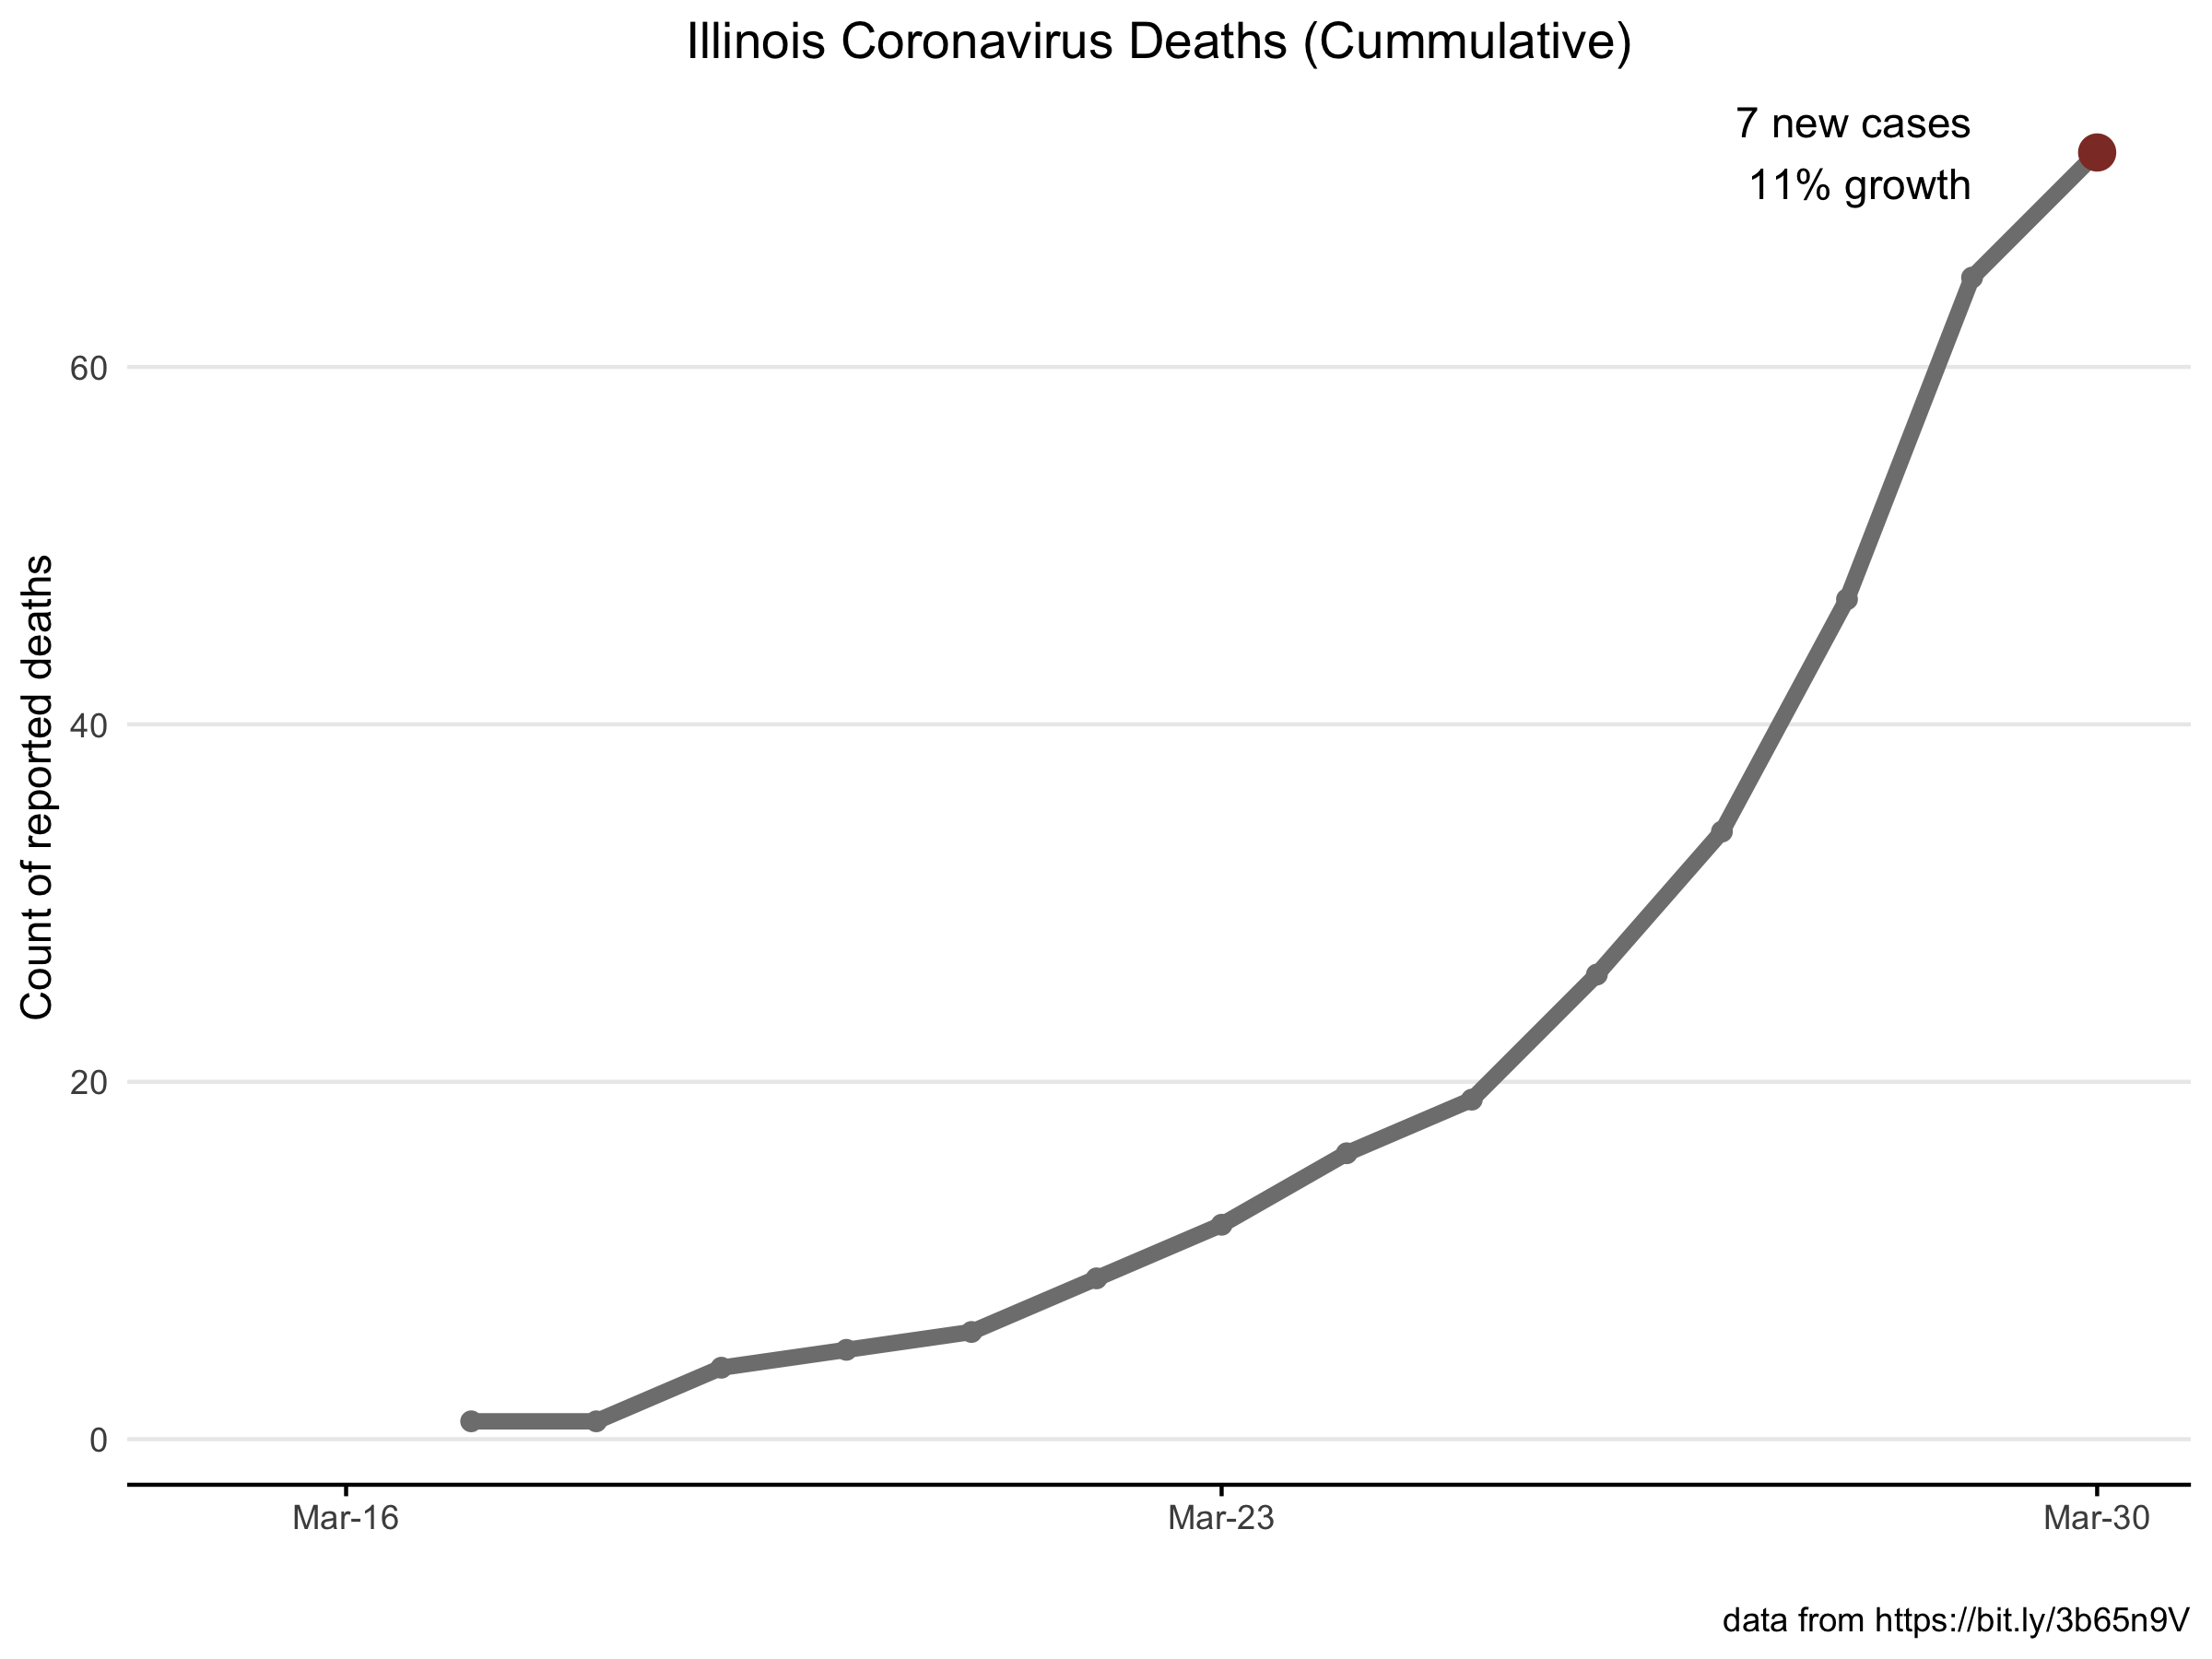 Illinois Coronavirus Deaths (Cummulative)
7 new cases
11% growth
Count of reported deaths
60
40
20
0
Mar-16 Mar-23 Mar-30
data from https://bit.ly/3b65n9V